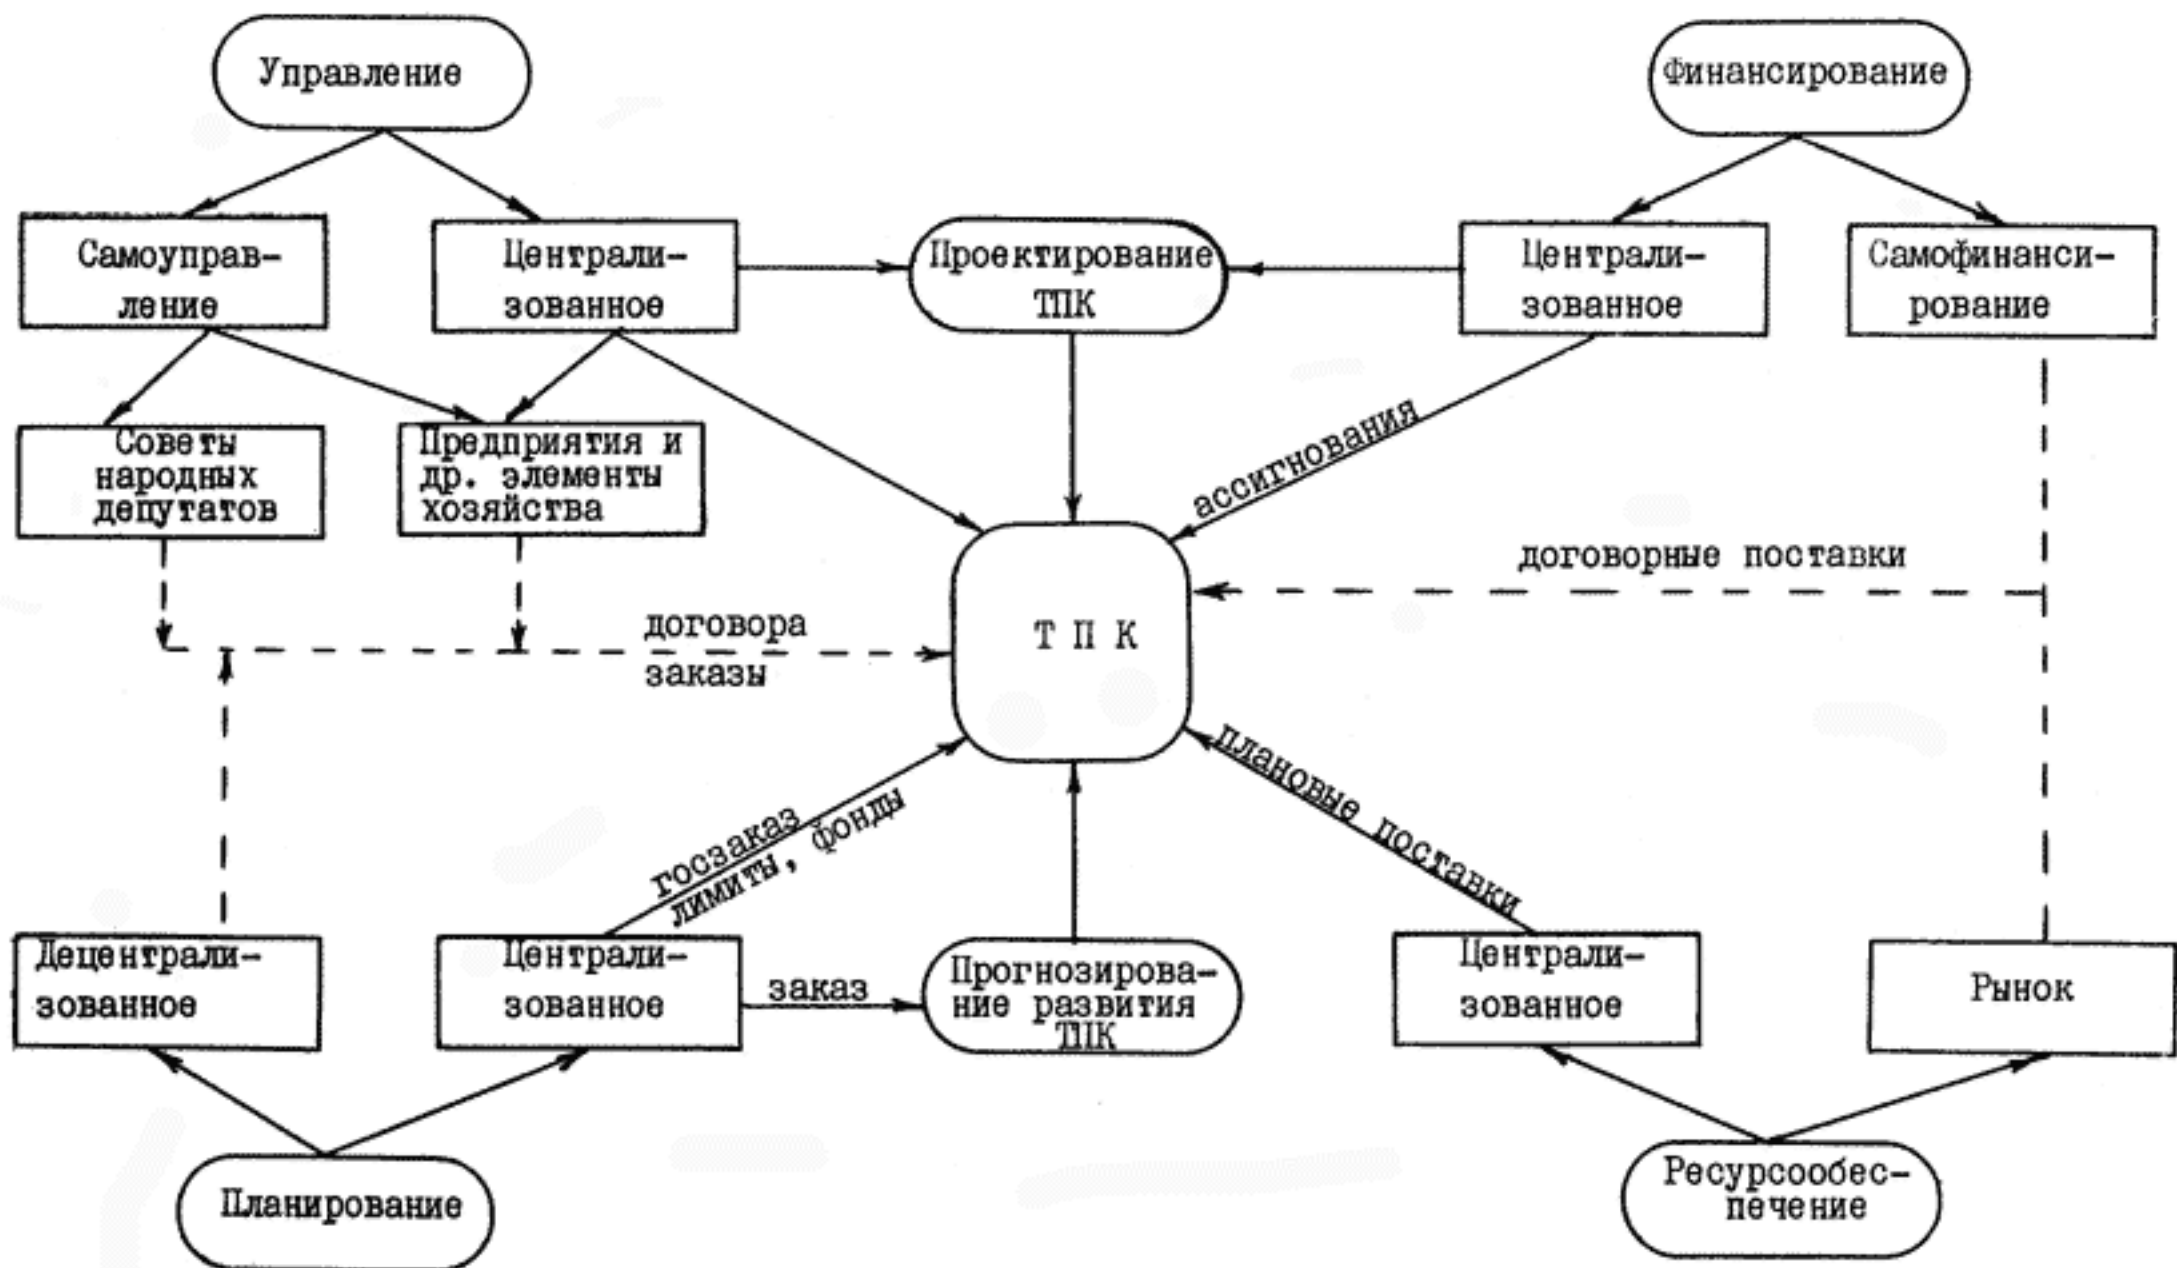 Управление
Финансирование
Самоуправ-
ление
Централи-
зованное
Проектирование
ТПК
Централи-
зованное
Самофинанси-
рование
Советы
народных
депутатов
Предприятия и
др. элементы
хозяйства
ассигнования
договорные поставки
договора
заказы
Т П К
госзаказ
лимиты, фонды
плановые поставки
Децентрали-
зованное
Централи-
зованное
заказ
Прогнозирова-
ние развития
ТПК
Централи-
зованное
Рынок
Планирование
Ресурсообес-
печение